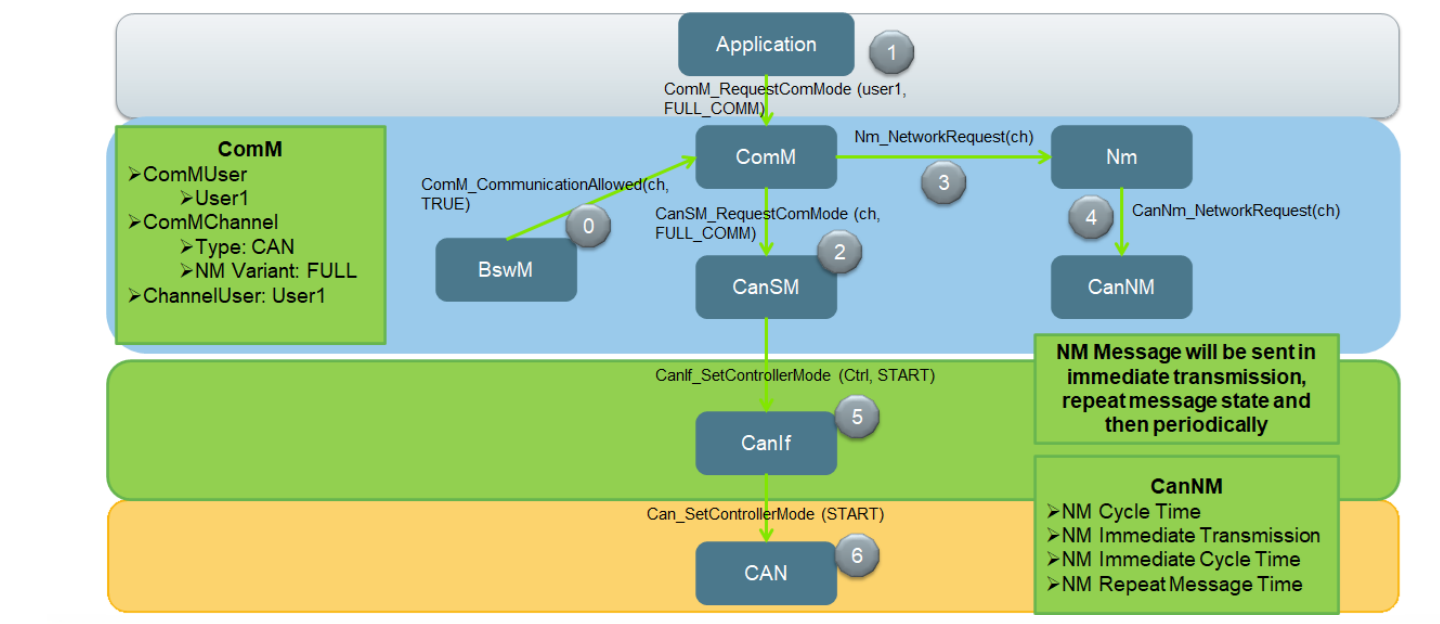 Application
1
ComM_RequestComMode (user1,
FULL_COMM)
ComM
➢ComMUser
➢User1
➢ComMChannel
➢Type: CAN
➢NM Variant: FULL
➢ChannelUser: User1
ComM
Nm_NetworkRequest(ch)
3
Nm
ComM_CommunicationAllowed(ch,
TRUE)
0
BswM
CanSM_RequestComMode (ch,
FULL_COMM)
2
CanSM
4
CanNm_NetworkRequest(ch)
CanNM
NM Message will be sent in
immediate transmission,
repeat message state and
then periodically
CanIf_SetControllerMode (Ctrl, START)
5
CanIf
Can_SetControllerMode (START)
6
CAN
CanNM
➢NM Cycle Time
➢NM Immediate Transmission
➢NM Immediate Cycle Time
➢NM Repeat Message Time